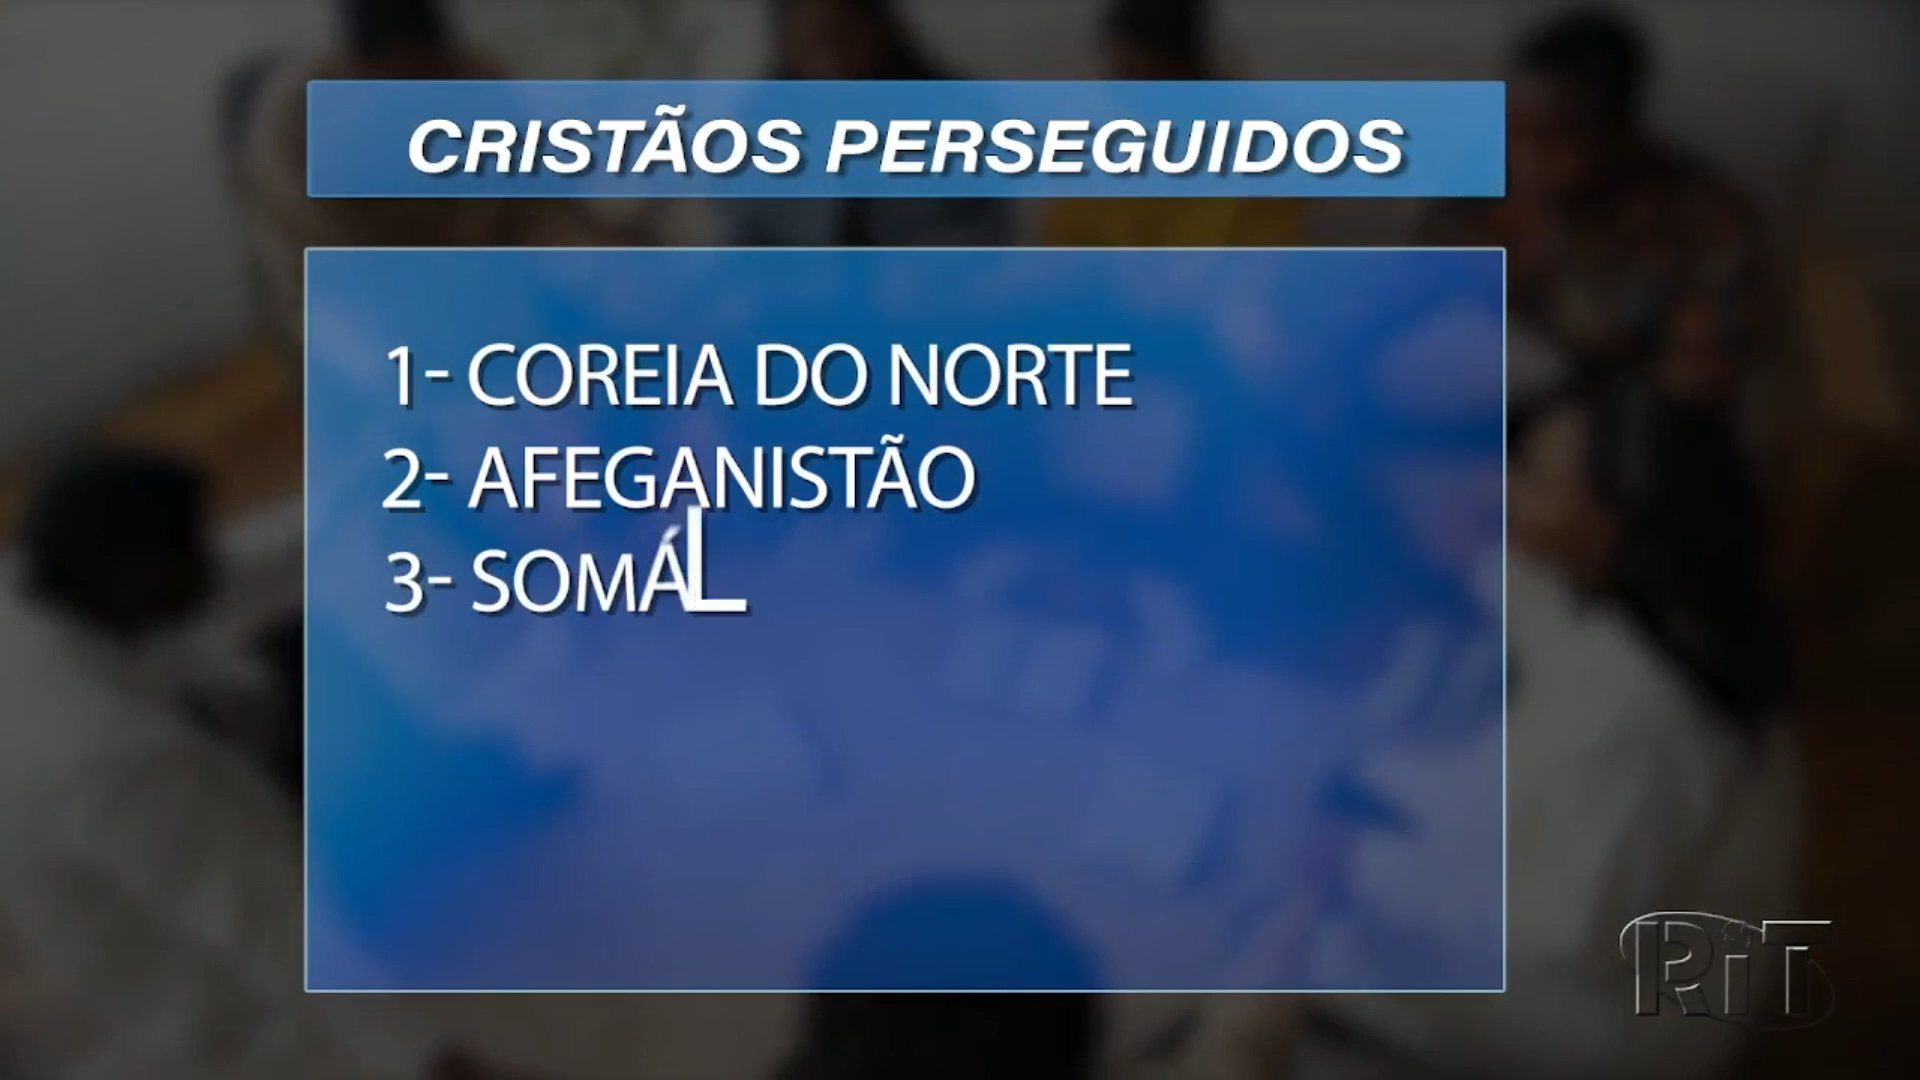 CRISTÃOS PERSEGUIDOS
1- COREIA DO NORTE
2- AFEGANISTÃO
3- SOMÁL
RiT